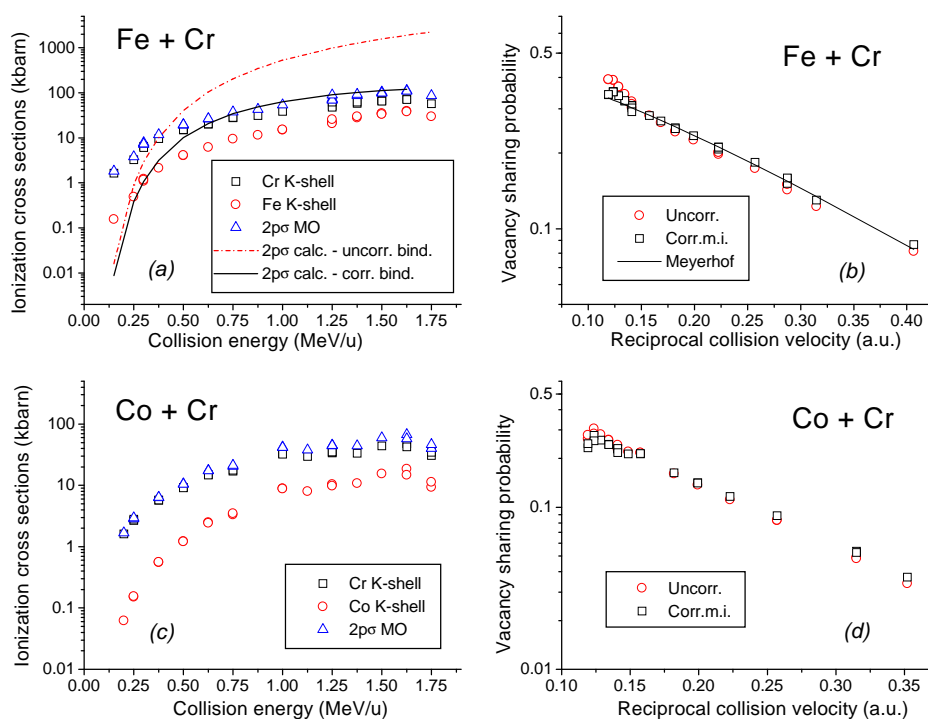 (a)
Fe + Cr
1000
100
10
1
0.1
0.01
Ionization cross sections (kbarn)
Cr K-shell
Fe K-shell
2pσ MO
2pσ calc. - uncorr. bind.
2pσ calc. - corr. bind.
0.00 0.25 0.50 0.75 1.00 1.25 1.50 1.75
Collision energy (MeV/u)
(b)
Fe + Cr
0.5
0.1
Vacancy sharing probability
Uncorr.
Corr.m.i.
Meyerhof
0.10 0.15 0.20 0.25 0.30 0.35 0.40
Reciprocal collision velocity (a.u.)
(c)
Co + Cr
100
10
1
0.1
0.01
Ionization cross sections (kbarn)
Cr K-shell
Co K-shell
2pσ MO
0.00 0.25 0.50 0.75 1.00 1.25 1.50 1.75
Collision energy (MeV/u)
(d)
Co + Cr
0.5
0.1
0.01
Vacancy sharing probability
Uncorr.
Corr.m.i.
0.10 0.15 0.20 0.25 0.30 0.35
Reciprocal collision velocity (a.u.)